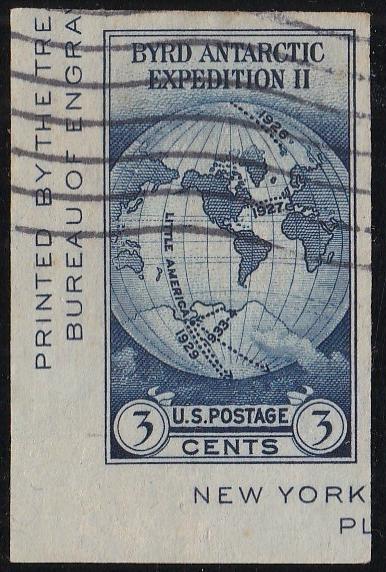 PRINTED BY THE TRE
BUREAU OF ENGRA
BYRD ANTARCTIC
EXPEDITION II
1926
1927
LITTLE AMERICA
1929
1933
3
U.S. POSTAGE
3
CENTS
NEW YORK
PL